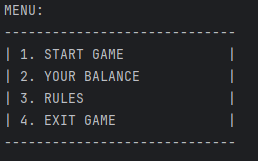 MENU:
-----------------------------
| 1. START GAME             |
| 2. YOUR BALANCE           |
| 3. RULES                  |
| 4. EXIT GAME              |
-----------------------------